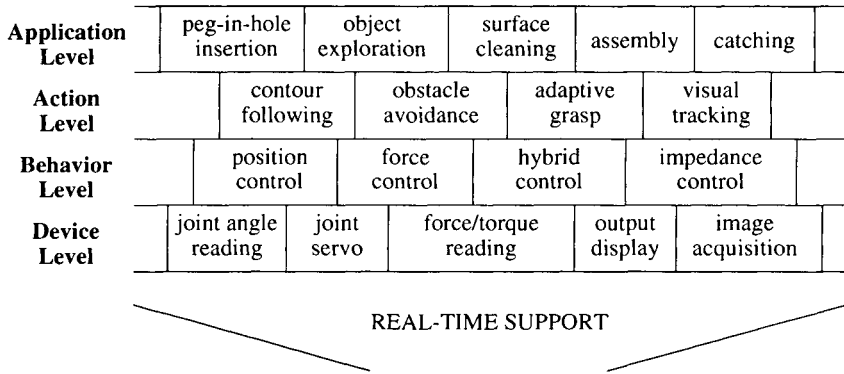 Application Level
peg-in-hole insertion
object exploration
surface cleaning
assembly
catching
Action Level
contour following
obstacle avoidance
adaptive grasp
visual tracking
Behavior Level
position control
force control
hybrid control
impedance control
Device Level
joint angle reading
joint servo
force/torque reading
output display
image acquisition
REAL-TIME SUPPORT